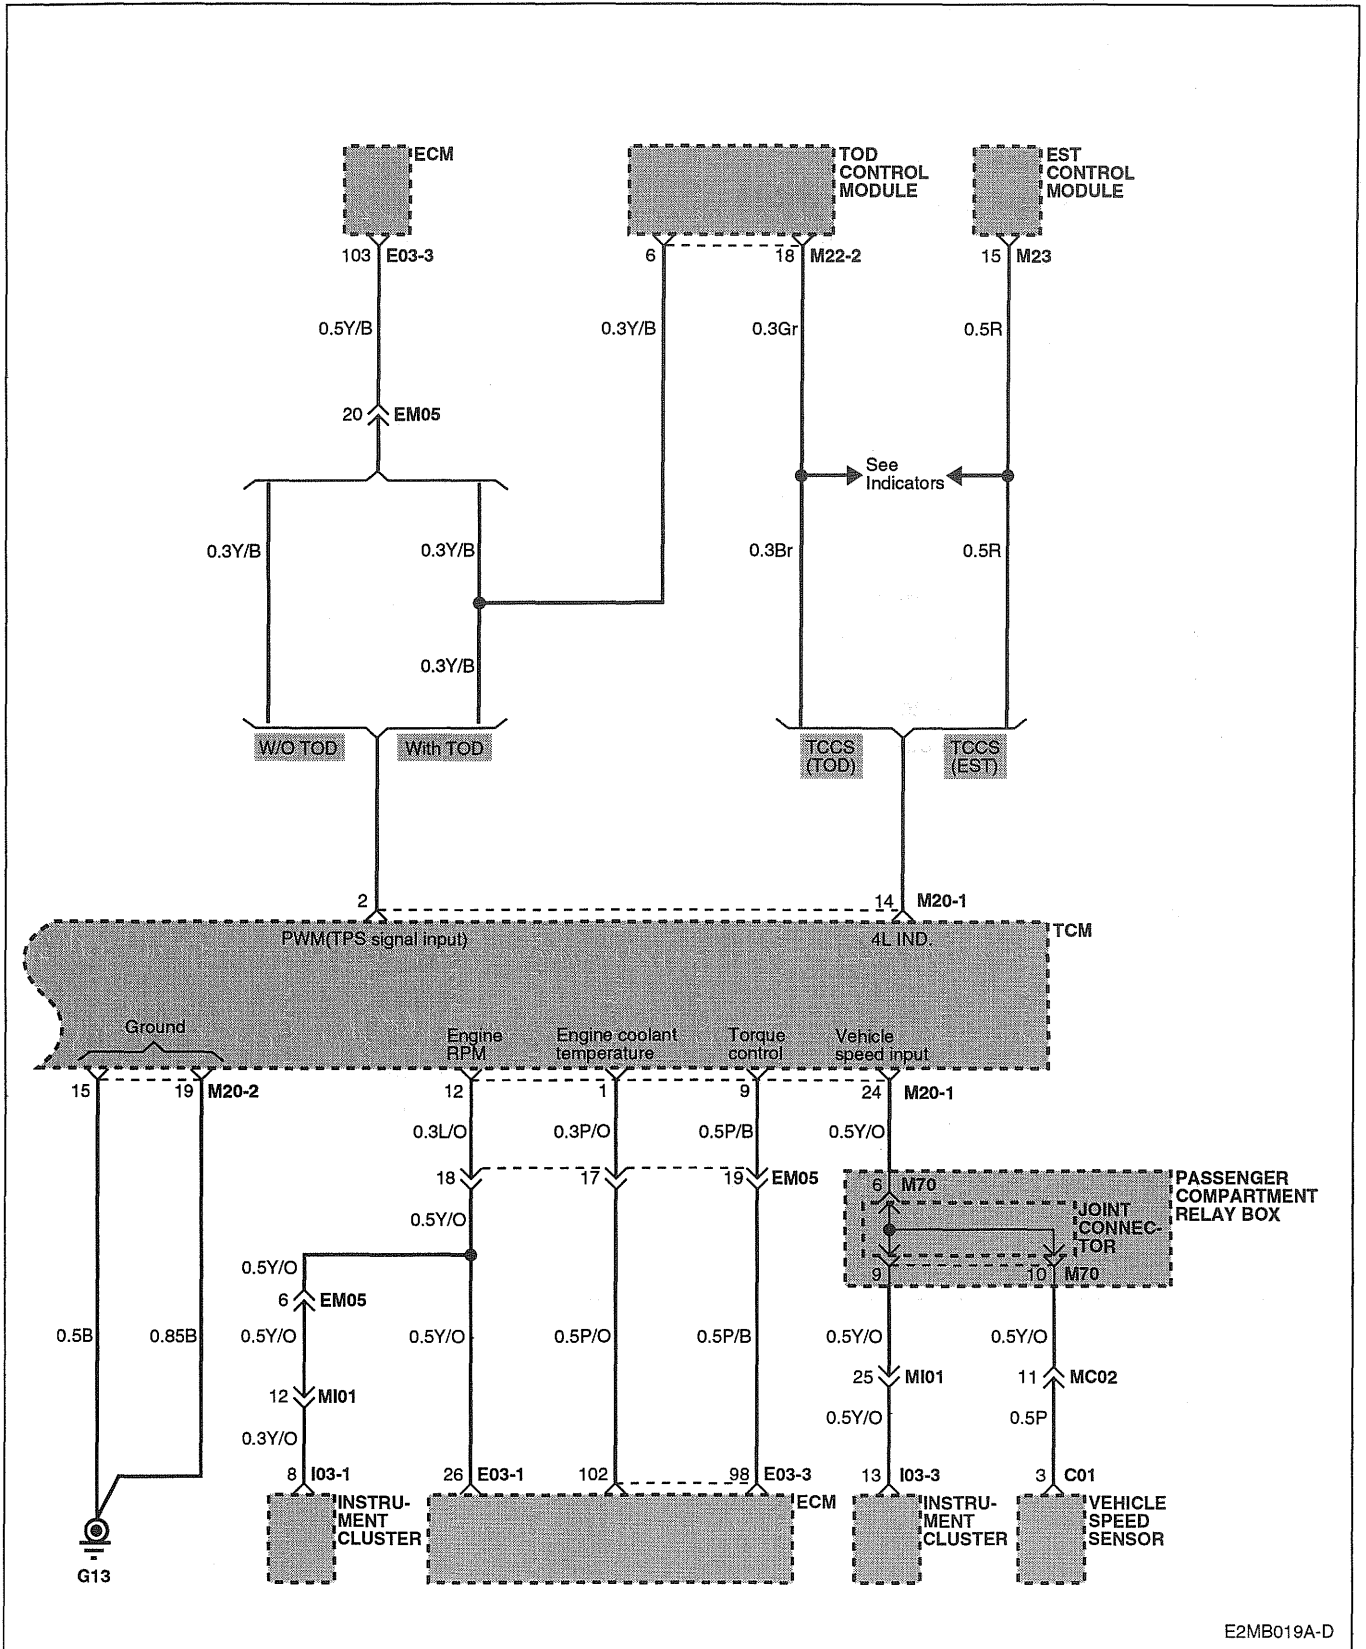 ECM
TOD
CONTROL
MODULE
EST
CONTROL
MODULE
103 E03-3
6
18 M22-2
15 M23
0.5Y/B
0.3Y/B
0.3Gr
0.5R
20 EM05
See
Indicators
0.3Y/B
0.3Y/B
0.3Br
0.5R
0.3Y/B
W/O TOD
With TOD
TCCS
(TOD)
TCCS
(EST)
2
14 M20-1
TCM
PWM(TPS signal input)
4L IND.
Ground
Engine
RPM
Engine coolant
temperature
Torque
control
Vehicle
speed input
15
19 M20-2
12
1
9
24 M20-1
0.3L/O
0.3P/O
0.5P/B
0.5Y/O
18
17
19 EM05
6 M70
PASSENGER
COMPARTMENT
RELAY BOX
JOINT
CONNEC-
TOR
0.5Y/O
0.5Y/O
9
10 M70
6 EM05
0.5B
0.85B
0.5Y/O
0.5Y/O
0.5P/O
0.5P/B
0.5Y/O
0.5Y/O
12 MI01
25 MI01
11 MC02
0.3Y/O
0.5Y/O
0.5P
8 I03-1
26 E03-1
102
98 E03-3
13 I03-3
3 C01
INSTRU-
MENT
CLUSTER
ECM
INSTRU-
MENT
CLUSTER
VEHICLE
SPEED
SENSOR
G13
E2MB019A-D